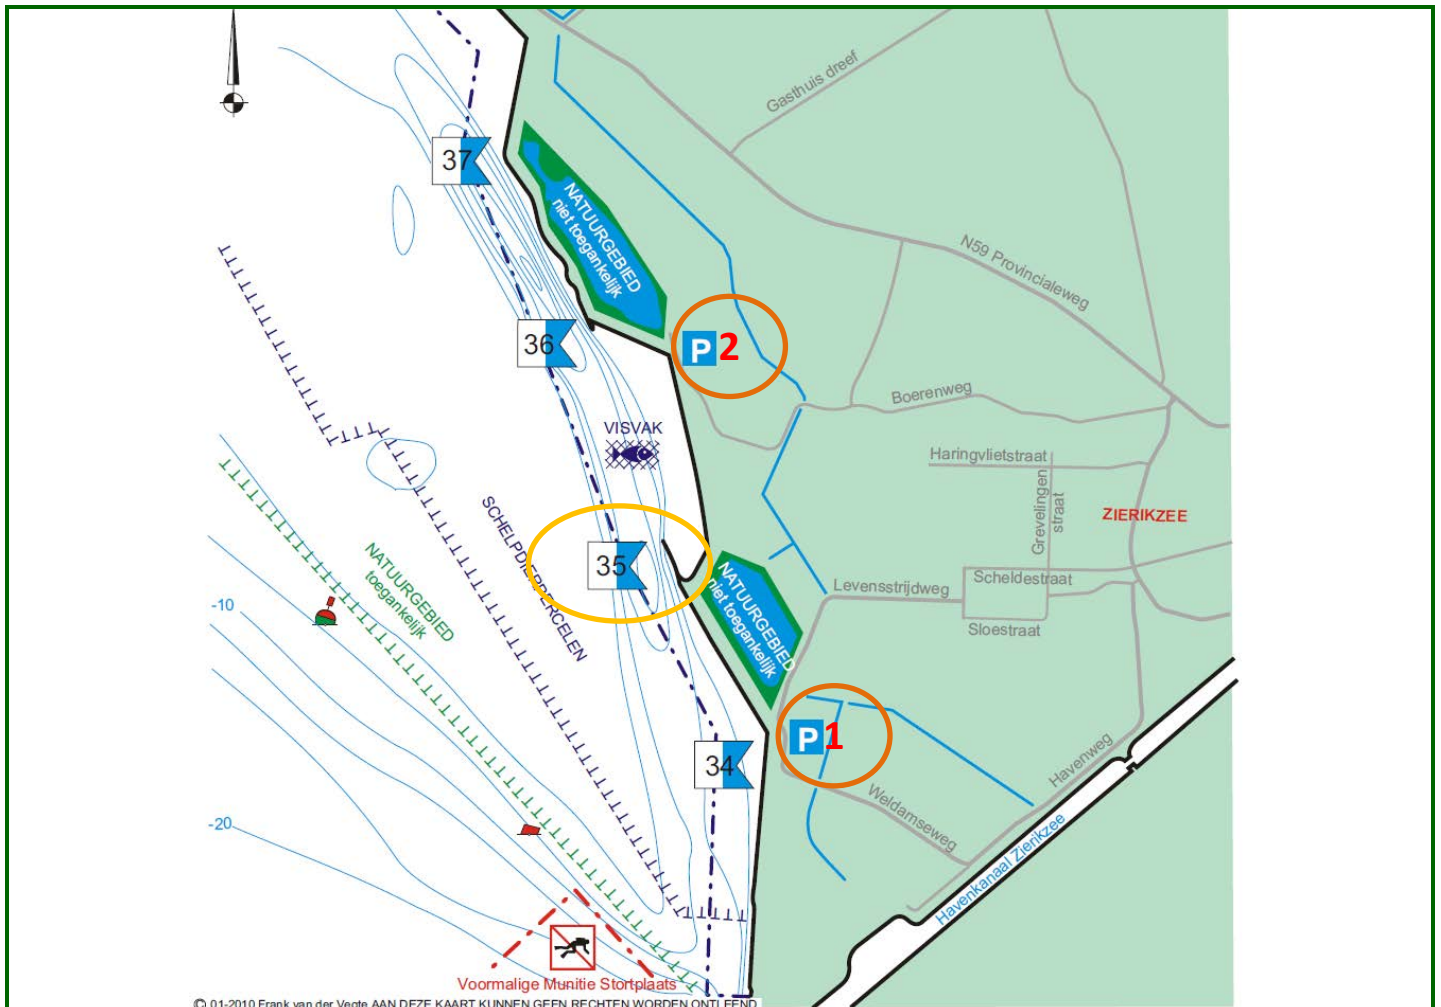 Gasthuis dreef
37
NATUURGEBIED
niet toegankelijk
N59 Provincialeweg
36
P 2
Boerenweg
VISVAK
Haringvlietstraat
Grevelingen
straat
ZIERIKZEE
SCHELPDIERPERCELEN
35
NATUURGEBIED
toegankelijk
NATUURGEBIED
niet toegankelijk
Scheldestraat
Levensstrijdweg
Sloestraat
-10
P 1
34
Havenweg
Weldamseweg
-20
Havenkanaal Zierikzee
Voormalige Munitie Stortplaats
© 01-2010 Frank van der Vegte AAN DEZE KAART KUNNEN GEEN RECHTEN WORDEN ONTLEEND